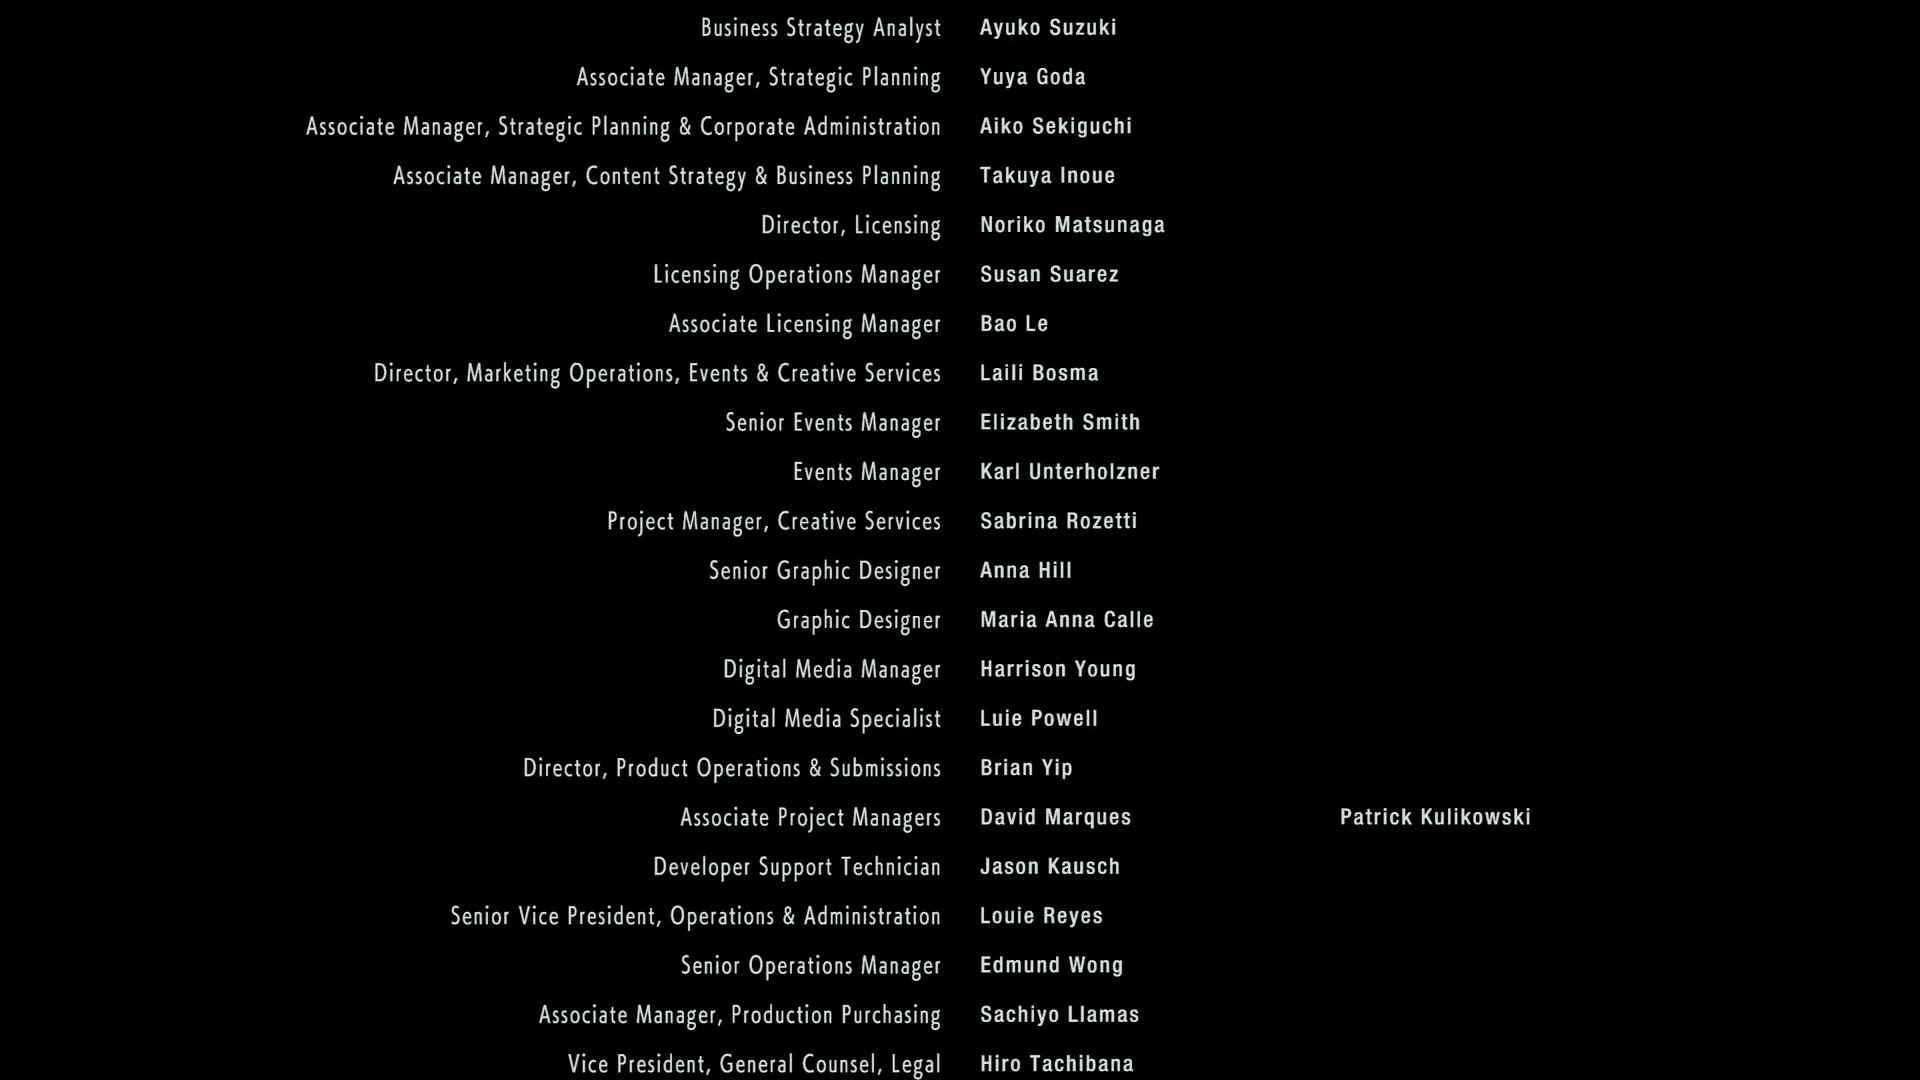 Business Strategy Analyst Ayuko Suzuki
Associate Manager, Strategic Planning Yuya Goda
Associate Manager, Strategic Planning & Corporate Administration Aiko Sekiguchi
Associate Manager, Content Strategy & Business Planning Takuya Inoue
Director, Licensing Noriko Matsunaga
Licensing Operations Manager Susan Suarez
Associate Licensing Manager Bao Le
Director, Marketing Operations, Events & Creative Services Laili Bosma
Senior Events Manager Elizabeth Smith
Events Manager Karl Unterholzner
Project Manager, Creative Services Sabrina Rozetti
Senior Graphic Designer Anna Hill
Graphic Designer Maria Anna Calle
Digital Media Manager Harrison Young
Digital Media Specialist Luie Powell
Director, Product Operations & Submissions Brian Yip
Associate Project Managers David Marques Patrick Kulikowski
Developer Support Technician Jason Kausch
Senior Vice President, Operations & Administration Louie Reyes
Senior Operations Manager Edmund Wong
Associate Manager, Production Purchasing Sachiyo Llamas
Vice President, General Counsel, Legal Hiro Tachibana